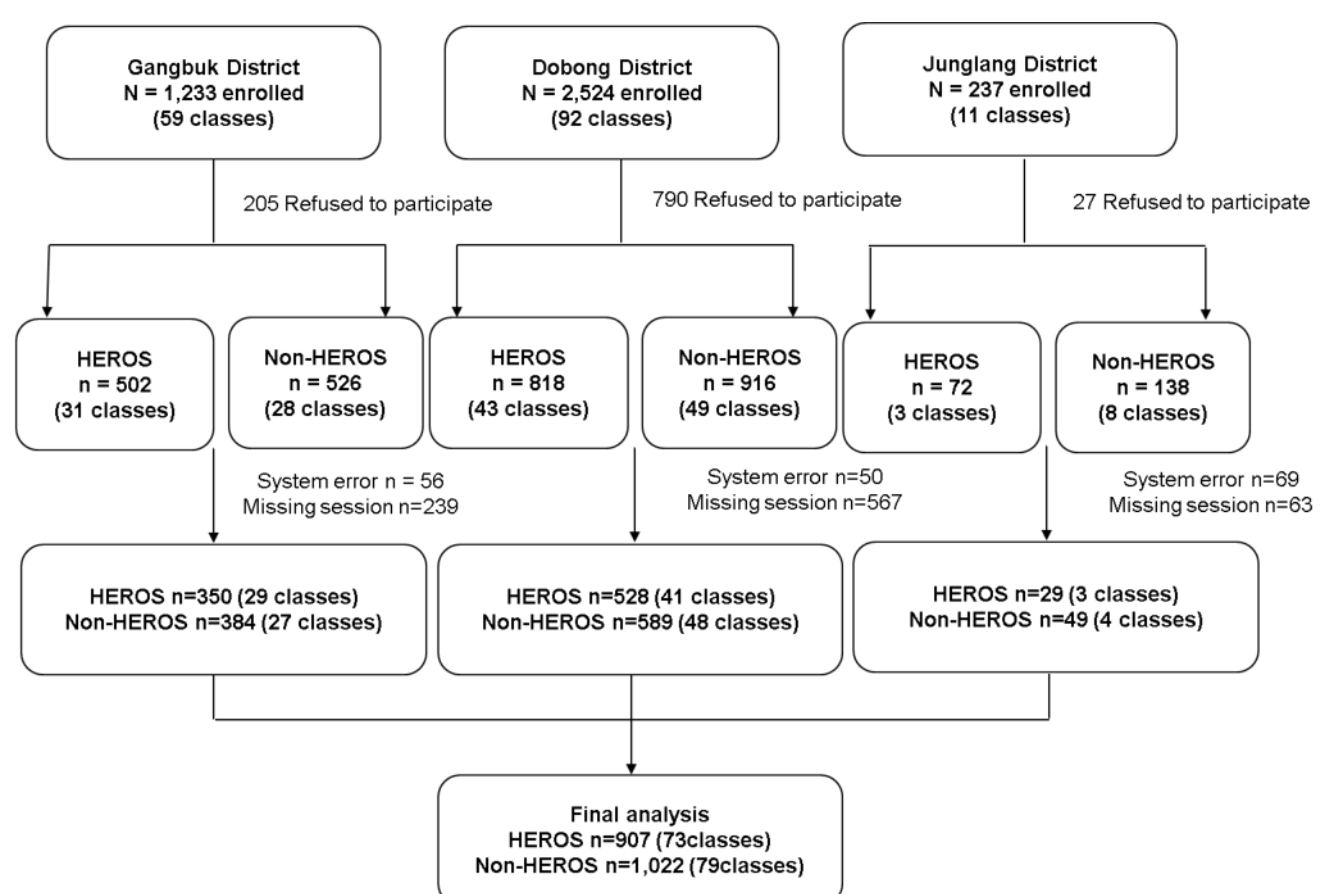 Gangbuk District
N = 1,233 enrolled
(59 classes)
Dobong District
N = 2,524 enrolled
(92 classes)
Junglang District
N = 237 enrolled
(11 classes)
205 Refused to participate
790 Refused to participate
27 Refused to participate
HEROS
n = 502
(31 classes)
Non-HEROS
n = 526
(28 classes)
HEROS
n = 818
(43 classes)
Non-HEROS
n = 916
(49 classes)
HEROS
n = 72
(3 classes)
Non-HEROS
n = 138
(8 classes)
System error n = 56
Missing session n=239
System error n=50
Missing session n=567
System error n=69
Missing session n=63
HEROS n=350 (29 classes)
Non-HEROS n=384 (27 classes)
HEROS n=528 (41 classes)
Non-HEROS n=589 (48 classes)
HEROS n=29 (3 classes)
Non-HEROS n=49 (4 classes)
Final analysis
HEROS n=907 (73classes)
Non-HEROS n=1,022 (79classes)